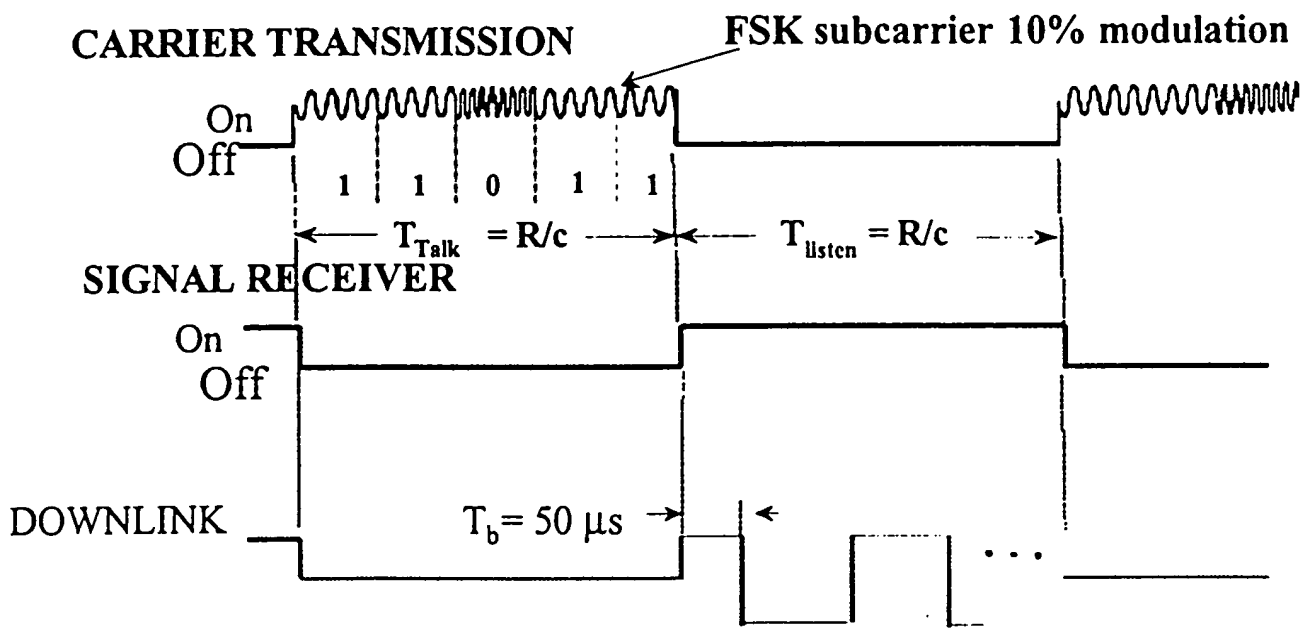 CARRIER TRANSMISSION
FSK subcarrier 10% modulation
On
Off
1 1 0 1 1
T_Talk = R/c
T_listen = R/c
SIGNAL RECEIVER
On
Off
DOWNLINK
T_b = 50 μs
...